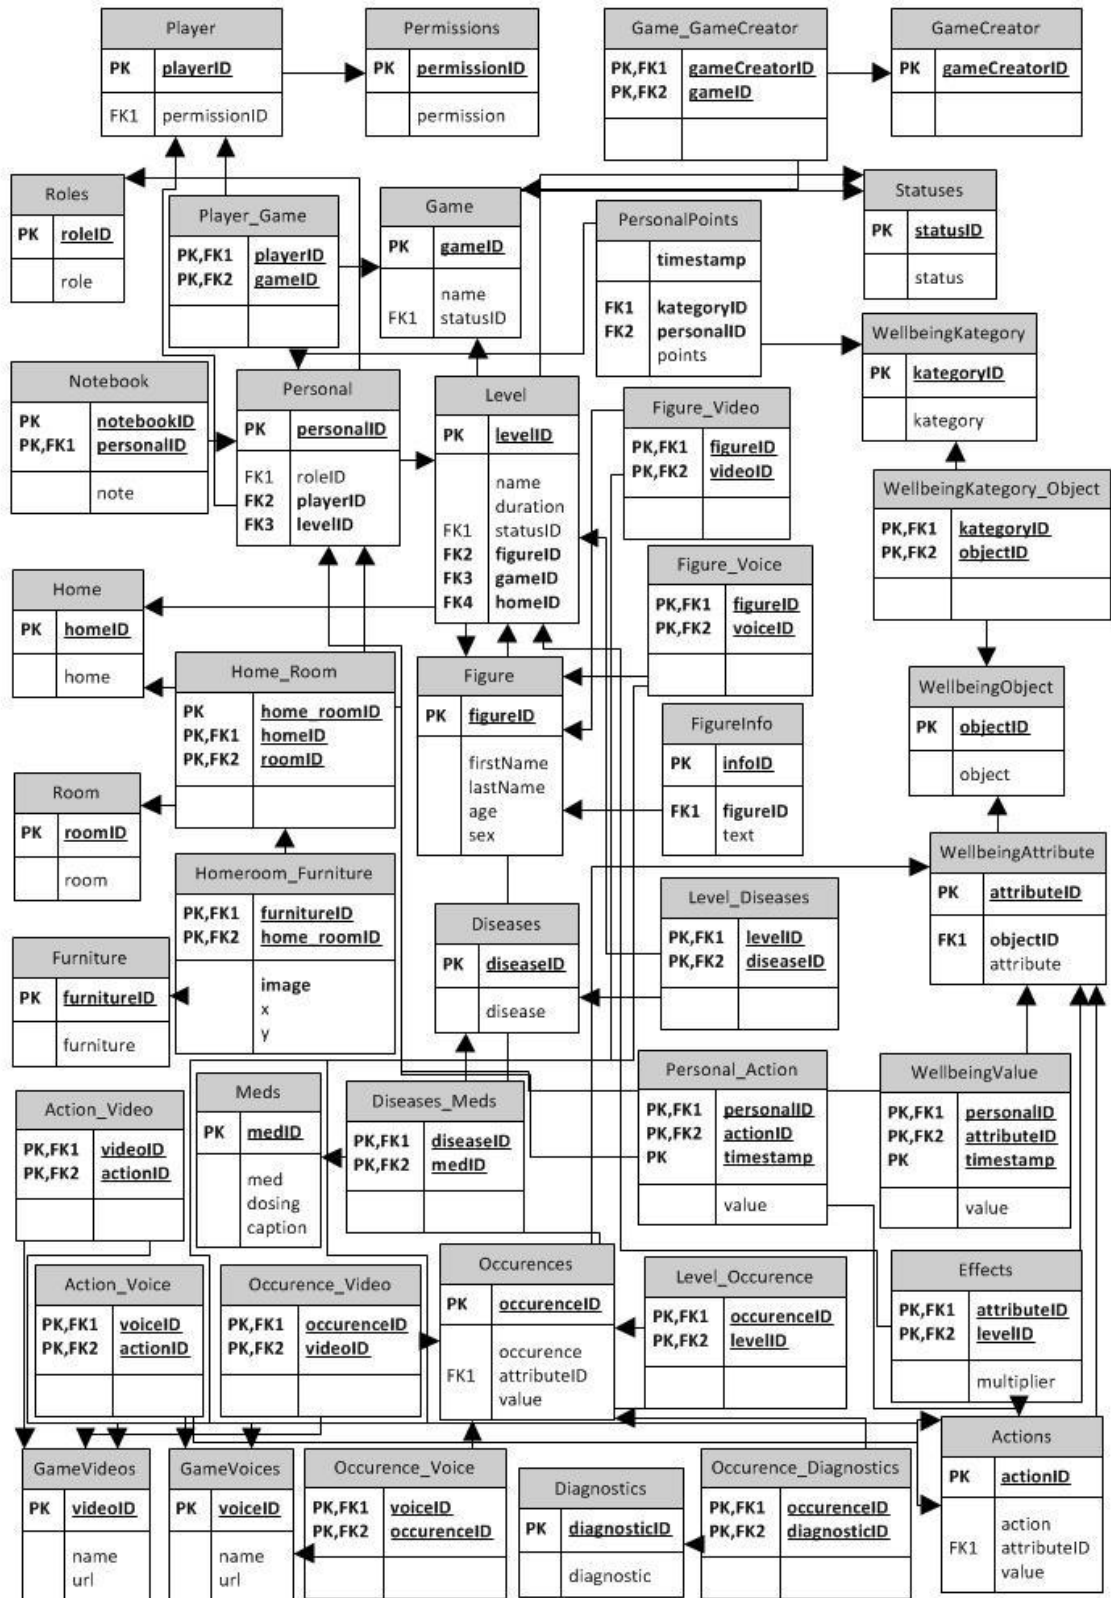 Player
PK playerID
FK1 permissionID
Permissions
PK permissionID
permission
Game_GameCreator
PK,FK1 gameCreatorID
PK,FK2 gameID
GameCreator
PK gameCreatorID
Roles
PK roleID
role
Player_Game
PK,FK1 playerID
PK,FK2 gameID
Game
PK gameID
name
FK1 statusID
PersonalPoints
timestamp
FK1 kategoryID
FK2 personalID
points
Statuses
PK statusID
status
WellbeingKategory
PK kategoryID
kategory
Notebook
PK notebookID
PK,FK1 personalID
note
Personal
PK personalID
FK1 roleID
FK2 playerID
FK3 levelID
Level
PK levelID
name
duration
FK1 statusID
FK2 figureID
FK3 gameID
FK4 homeID
Figure_Video
PK,FK1 figureID
PK,FK2 videoID
WellbeingKategory_Object
PK,FK1 kategoryID
PK,FK2 objectID
Figure_Voice
PK,FK1 figureID
PK,FK2 voiceID
Home
PK homeID
home
Home_Room
PK home_roomID
PK,FK1 homeID
PK,FK2 roomID
Figure
PK figureID
firstName
lastName
age
sex
FigureInfo
PK infoID
FK1 figureID
text
WellbeingObject
PK objectID
object
Room
PK roomID
room
Homeroom_Furniture
PK,FK1 furnitureID
PK,FK2 home_roomID
image
x
y
WellbeingAttribute
PK attributeID
FK1 objectID
attribute
Diseases
PK diseaseID
disease
Level_Diseases
PK,FK1 levelID
PK,FK2 diseaseID
Furniture
PK furnitureID
furniture
Action_Video
PK,FK1 videoID
PK,FK2 actionID
Meds
PK medID
med
dosing
caption
Diseases_Meds
PK,FK1 diseaseID
PK,FK2 medID
Personal_Action
PK,FK1 personalID
PK,FK2 actionID
PK timestamp
value
WellbeingValue
PK,FK1 personalID
PK,FK2 attributeID
PK timestamp
value
Action_Voice
PK,FK1 voiceID
PK,FK2 actionID
Occurence_Video
PK,FK1 occurenceID
PK,FK2 videoID
Occurences
PK occurenceID
occurence
FK1 attributeID
value
Level_Occurence
PK,FK1 occurenceID
PK,FK2 levelID
Effects
PK,FK1 attributeID
PK,FK2 levelID
multiplier
GameVideos
PK videoID
name
url
GameVoices
PK voiceID
name
url
Occurence_Voice
PK,FK1 voiceID
PK,FK2 occurenceID
Diagnostics
PK diagnosticID
diagnostic
Occurence_Diagnostics
PK,FK1 occurenceID
PK,FK2 diagnosticID
Actions
PK actionID
action
FK1 attributeID
value